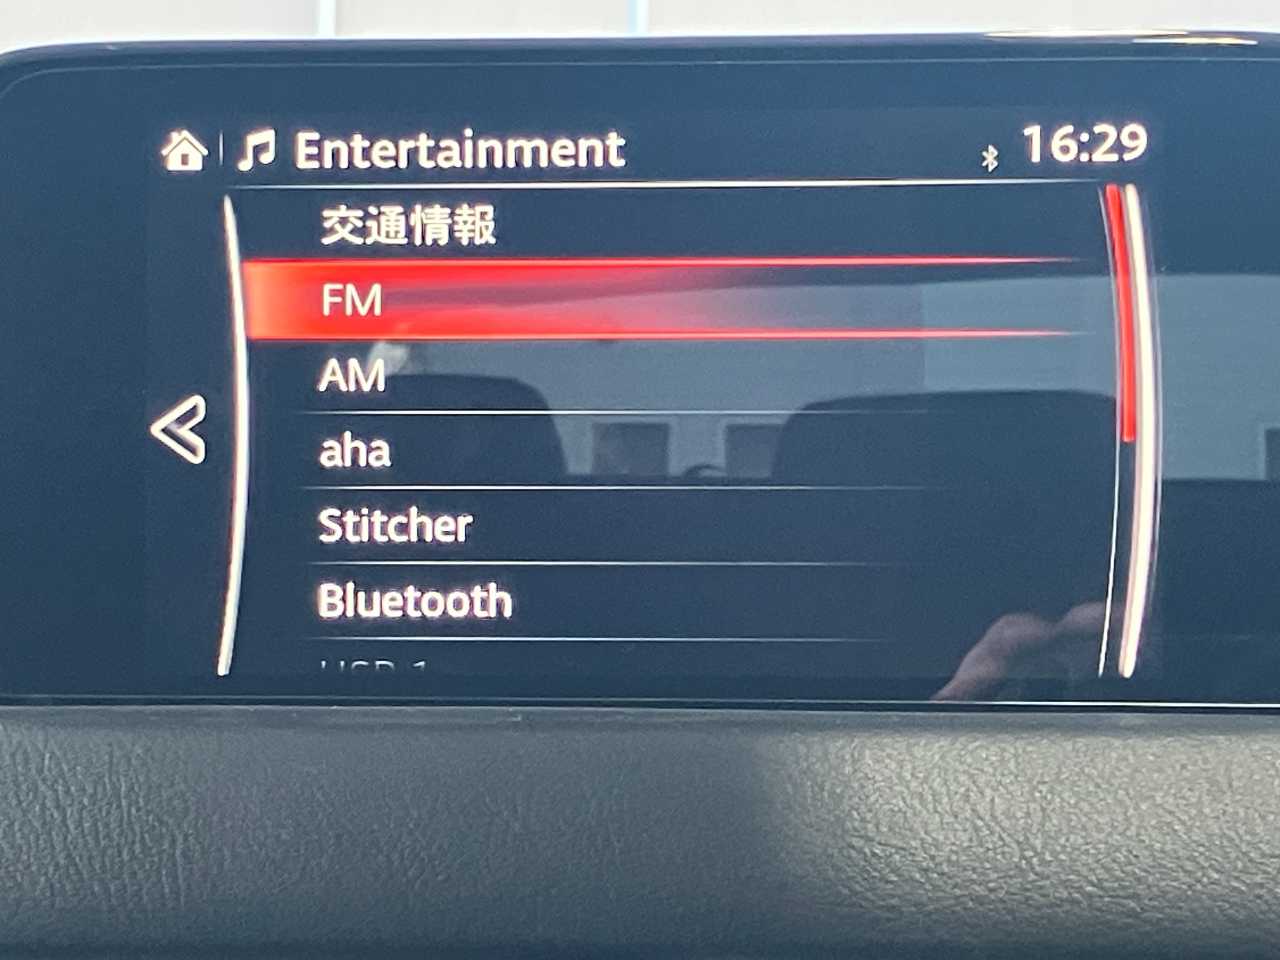 Entertainment
16:29
交通情報
FM
AM
aha
Stitcher
Bluetooth